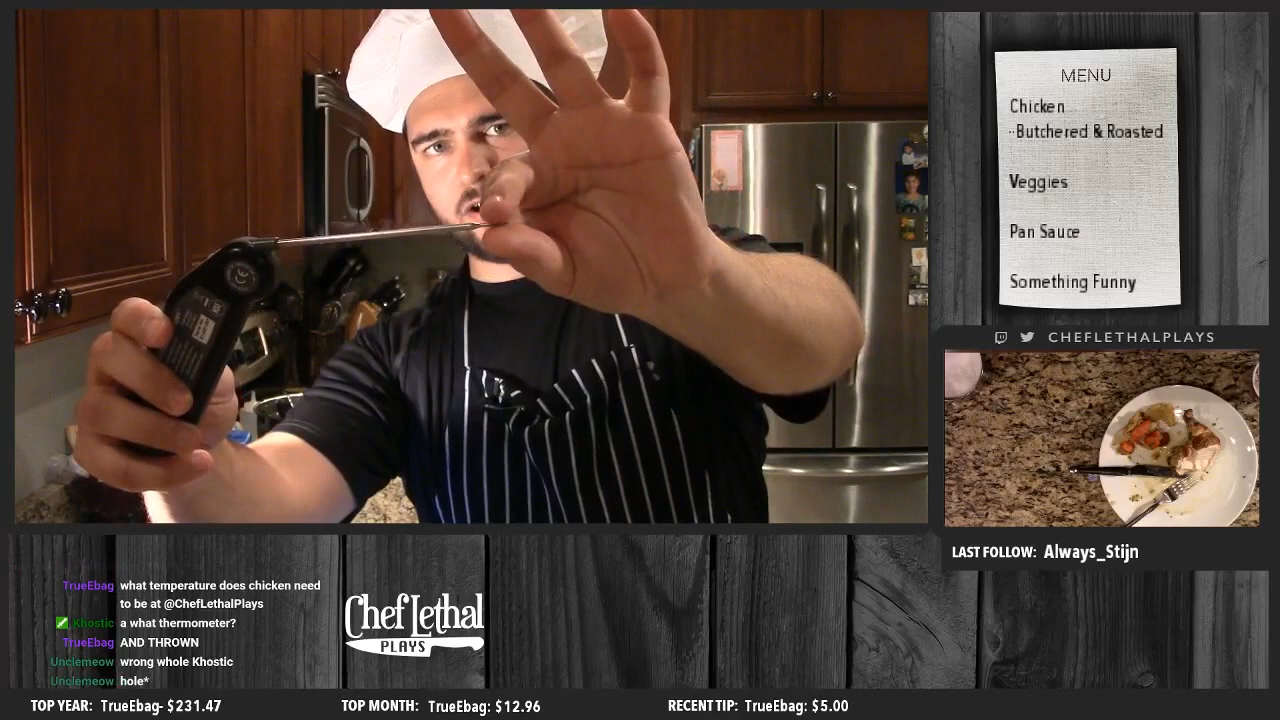 MENU
Chicken
--Butchered & Roasted
Veggies
Pan Sauce
Something Funny
CHEFLETHALPLAYS
LAST FOLLOW: Always_Stijn
TrueEbag what temperature does chicken need
to be at @ChefLethalPlays
Khostic a what thermometer?
TrueEbag AND THROWN
Unclemeow wrong whole Khostic
Unclemeow hole*
Chef Lethal
PLAYS
TOP YEAR: TrueEbag- $231.47
TOP MONTH: TrueEbag: $12.96
RECENT TIP: TrueEbag: $5.00